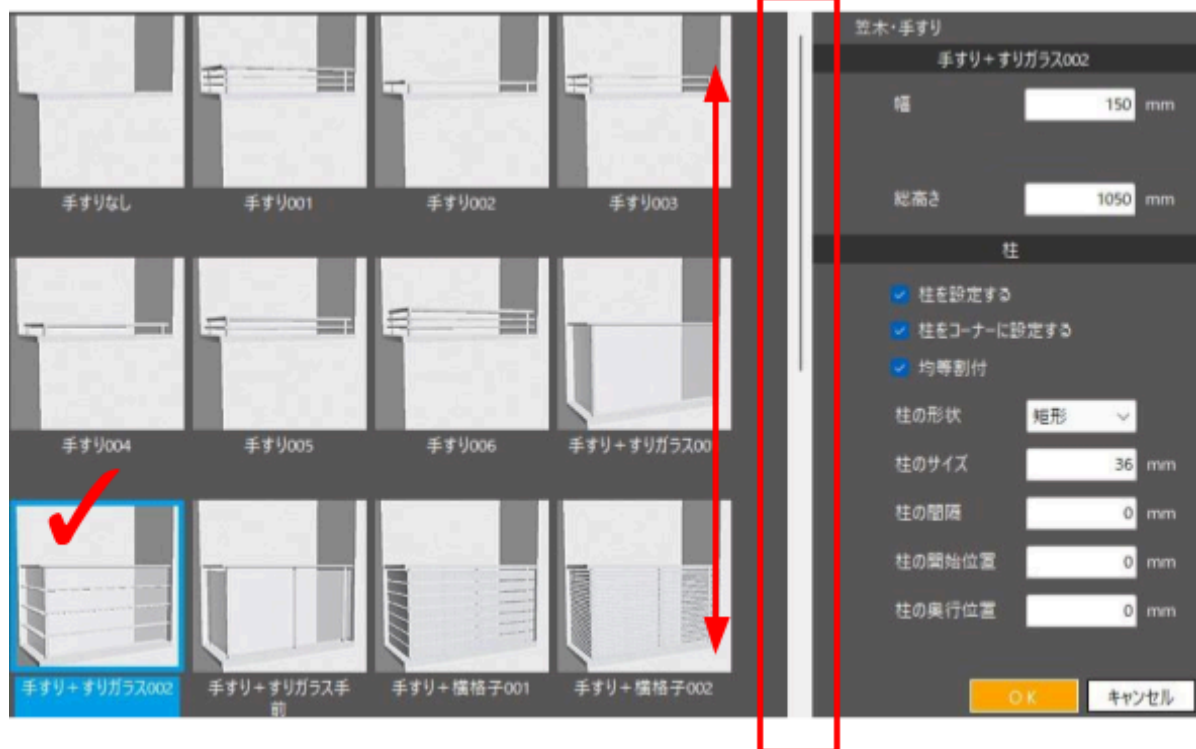 手すりなし
手すり001
手すり002
手すり003
手すり004
手すり005
手すり006
手すり+すりガラス001
手すり+すりガラス002
手すり+すりガラス手
前
手すり+横格子001
手すり+横格子002
笠木・手すり
手すり+すりガラス002
幅 150 mm
総高さ 1050 mm
柱
柱を設定する
柱をコーナーに設定する
均等割付
柱の形状 矩形
柱のサイズ 36 mm
柱の間隔 0 mm
柱の開始位置 0 mm
柱の奥行位置 0 mm
OK キャンセル